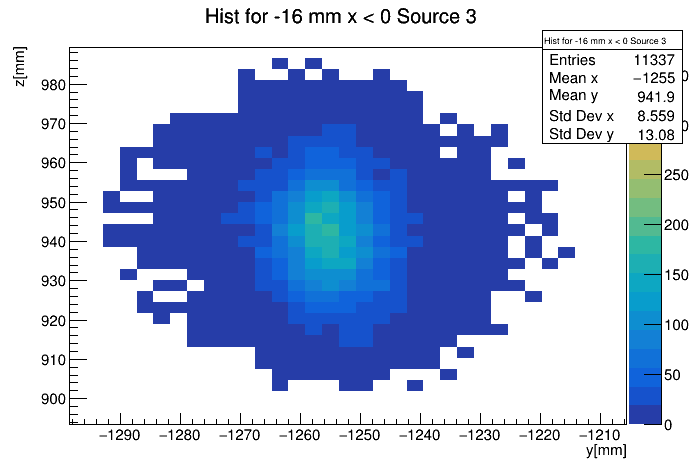 Hist for -16 mm x < 0 Source 3
Hist for -16 mm x < 0 Source 3
Entries 11337
Mean x −1255
Mean y 941.9
Std Dev x 8.559
Std Dev y 13.08
z[mm]
980
970
960
950
940
930
920
910
900
250
200
150
100
50
0
−1290 −1280 −1270 −1260 −1250 −1240 −1230 −1220 −1210
y[mm]